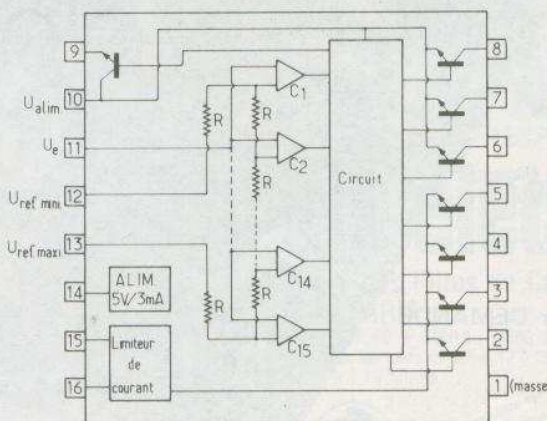 9
10
U alim.
U e 11
12
U ref mini
13
U ref maxi
14
ALIM.
5V/3mA
15
Limiteur
de
courant
16
R
R
R
R
R
C1
C2
C14
C15
Circuit
8
7
6
5
4
3
2
1 (masse